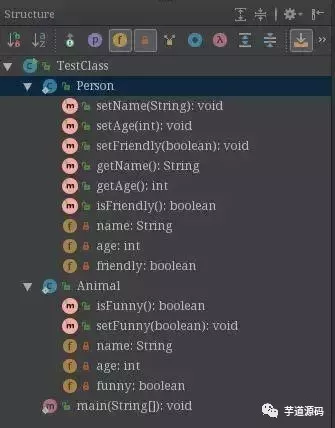 Structure
TestClass
Person
setName(String): void
setAge(int): void
setFriendly(boolean): void
getName(): String
getAge(): int
isFriendly(): boolean
name: String
age: int
friendly: boolean
Animal
isFunny(): boolean
setFunny(boolean): void
name: String
age: int
funny: boolean
main(String[]): void
芋道源码